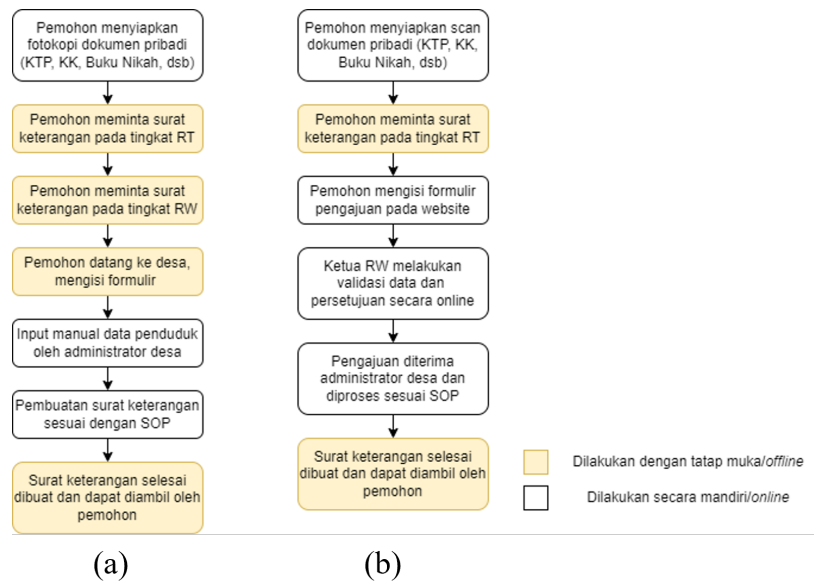 Pemohon menyiapkan
fotokopi dokumen pribadi
(KTP, KK, Buku Nikah, dsb)
Pemohon meminta surat
keterangan pada tingkat RT
Pemohon meminta surat
keterangan pada tingkat RW
Pemohon datang ke desa,
mengisi formulir
Input manual data penduduk
oleh administrator desa
Pembuatan surat keterangan
sesuai dengan SOP
Surat keterangan selesai
dibuat dan dapat diambil oleh
pemohon
(a)
Pemohon menyiapkan scan
dokumen pribadi (KTP, KK,
Buku Nikah, dsb)
Pemohon meminta surat
keterangan pada tingkat RT
Pemohon mengisi formulir
pengajuan pada website
Ketua RW melakukan
validasi data dan
persetujuan secara online
Pengajuan diterima
administrator desa dan
diproses sesuai SOP
Surat keterangan selesai
dibuat dan dapat diambil oleh
pemohon
(b)
Dilakukan dengan tatap muka/offline
Dilakukan secara mandiri/online